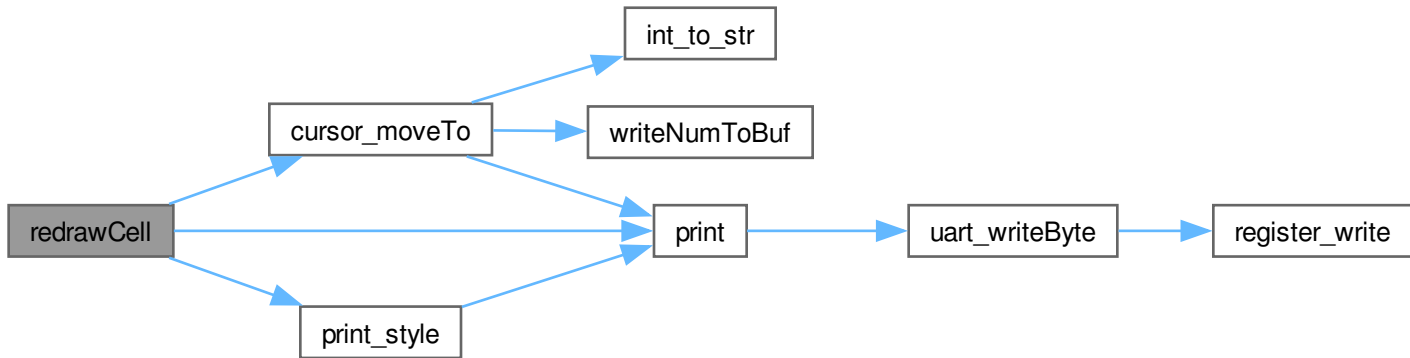 int_to_str
cursor_moveTo
writeNumToBuf
redrawCell
print
uart_writeByte
register_write
print_style